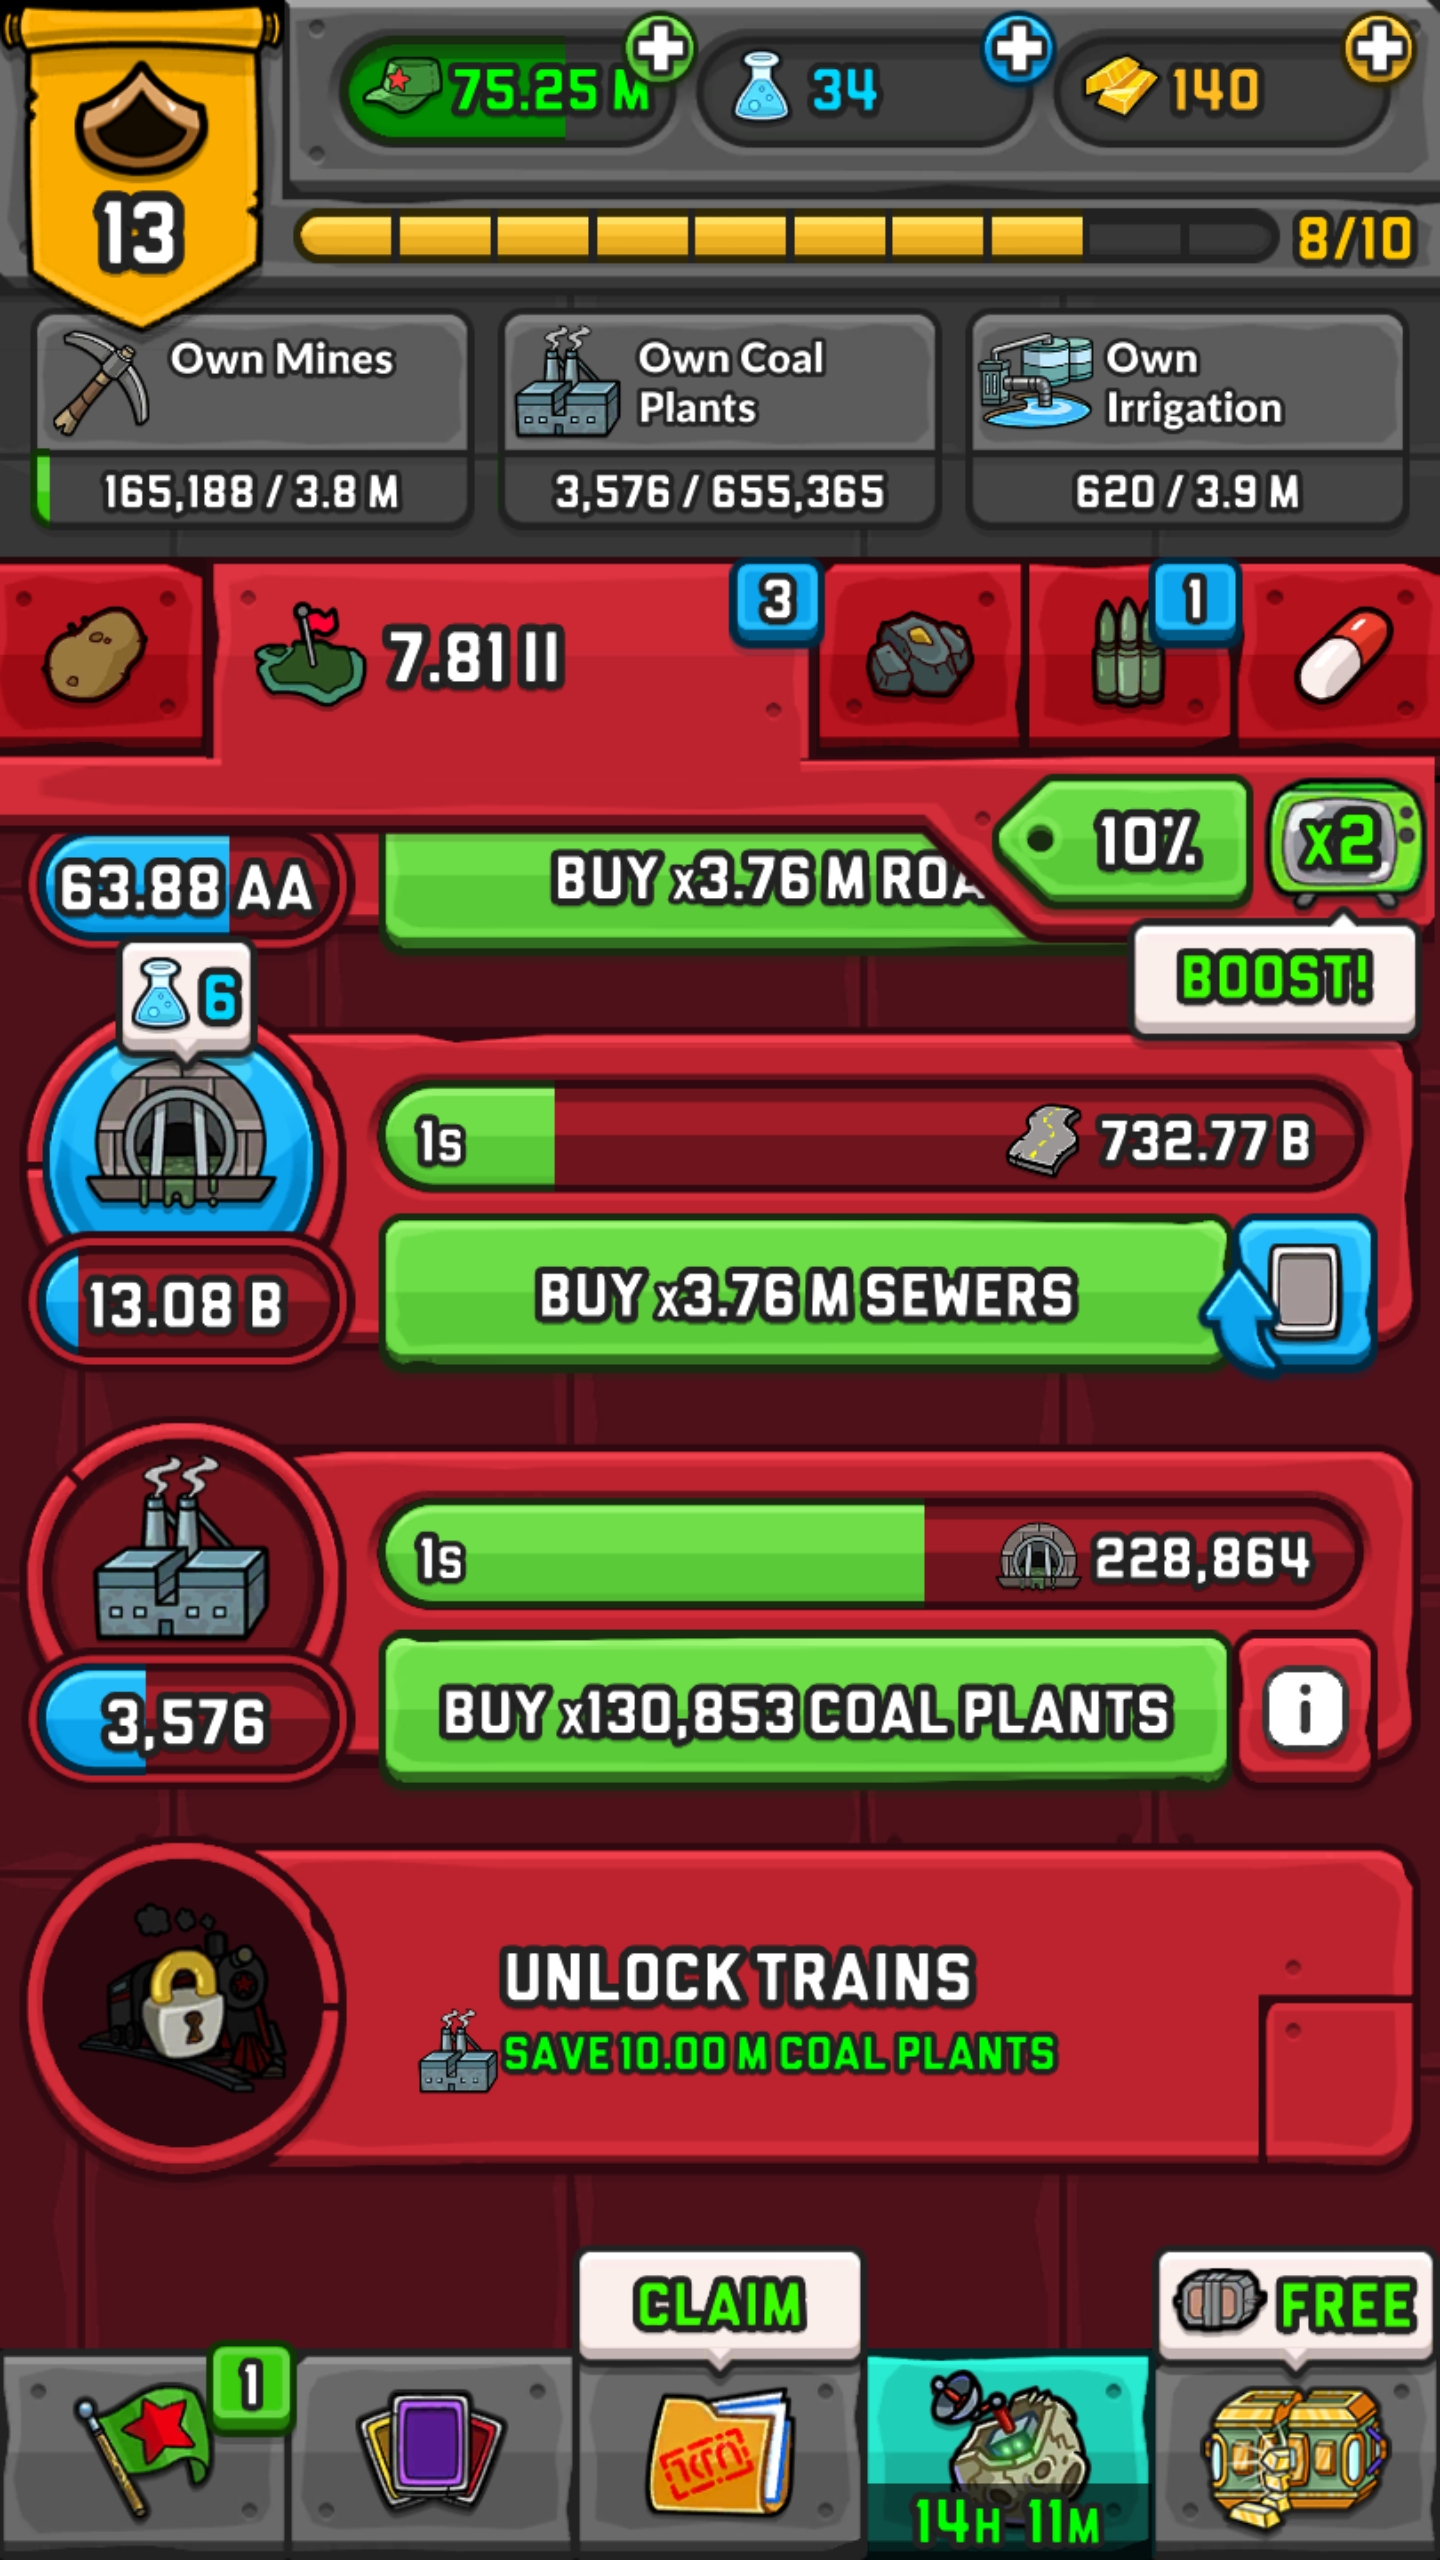 75.25 M
34
140
13
8/10
Own Mines
165,188 / 3.8 M
Own Coal
Plants
3,576 / 655,365
Own
Irrigation
620 / 3.9 M
7.81 II
3
1
10%
x2
63.88 AA
BUY x3.76 M ROA
BOOST!
6
1s
732.77 B
13.08 B
BUY x3.76 M SEWERS
1s
228,864
3,576
BUY x130,853 COAL PLANTS
i
UNLOCK TRAINS
SAVE 10.00 M COAL PLANTS
CLAIM
FREE
1
14H 11M